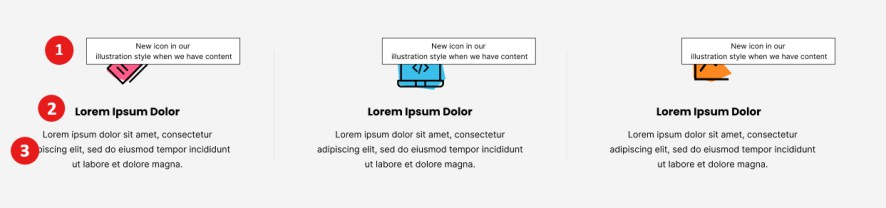 1
New icon in our
illustration style when we have content
New icon in our
illustration style when we have content
New icon in our
illustration style when we have content
</>
2
Lorem Ipsum Dolor
Lorem Ipsum Dolor
Lorem Ipsum Dolor
3
Lorem ipsum dolor sit amet, consectetur
piscing elit, sed do eiusmod tempor incididunt
ut labore et dolore magna.
Lorem ipsum dolor sit amet, consectetur
adipiscing elit, sed do eiusmod tempor incididunt
ut labore et dolore magna.
Lorem ipsum dolor sit amet, consectetur
adipiscing elit, sed do eiusmod tempor incididunt
ut labore et dolore magna.